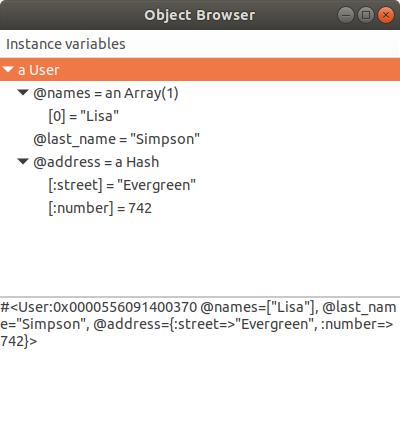 Object Browser
Instance variables
a User
@names = an Array(1)
[0] = "Lisa"
@last_name = "Simpson"
@address = a Hash
[:street] = "Evergreen"
[:number] = 742
#<User:0x0000556091400370 @names=["Lisa"], @last_nam
e="Simpson", @address={:street=>"Evergreen", :number=>
742}>